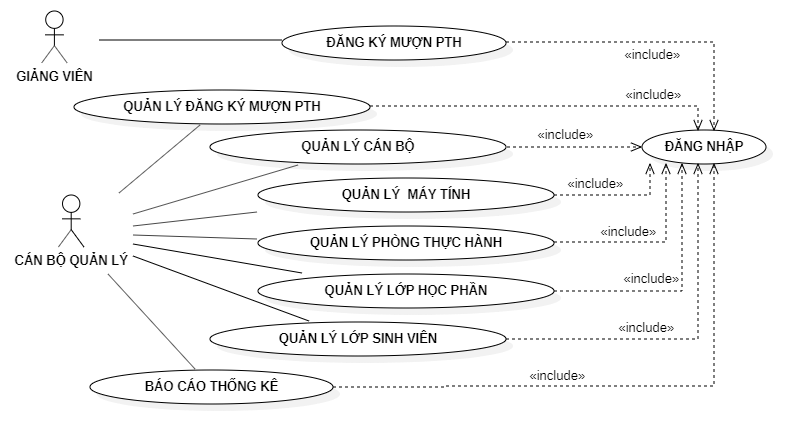 GIẢNG VIÊN
ĐĂNG KÝ MƯỢN PTH
«include»
QUẢN LÝ ĐĂNG KÝ MƯỢN PTH
«include»
QUẢN LÝ CÁN BỘ
«include»
ĐĂNG NHẬP
QUẢN LÝ MÁY TÍNH
«include»
CÁN BỘ QUẢN LÝ
QUẢN LÝ PHÒNG THỰC HÀNH
«include»
QUẢN LÝ LỚP HỌC PHẦN
«include»
QUẢN LÝ LỚP SINH VIÊN
«include»
BÁO CÁO THỐNG KÊ
«include»